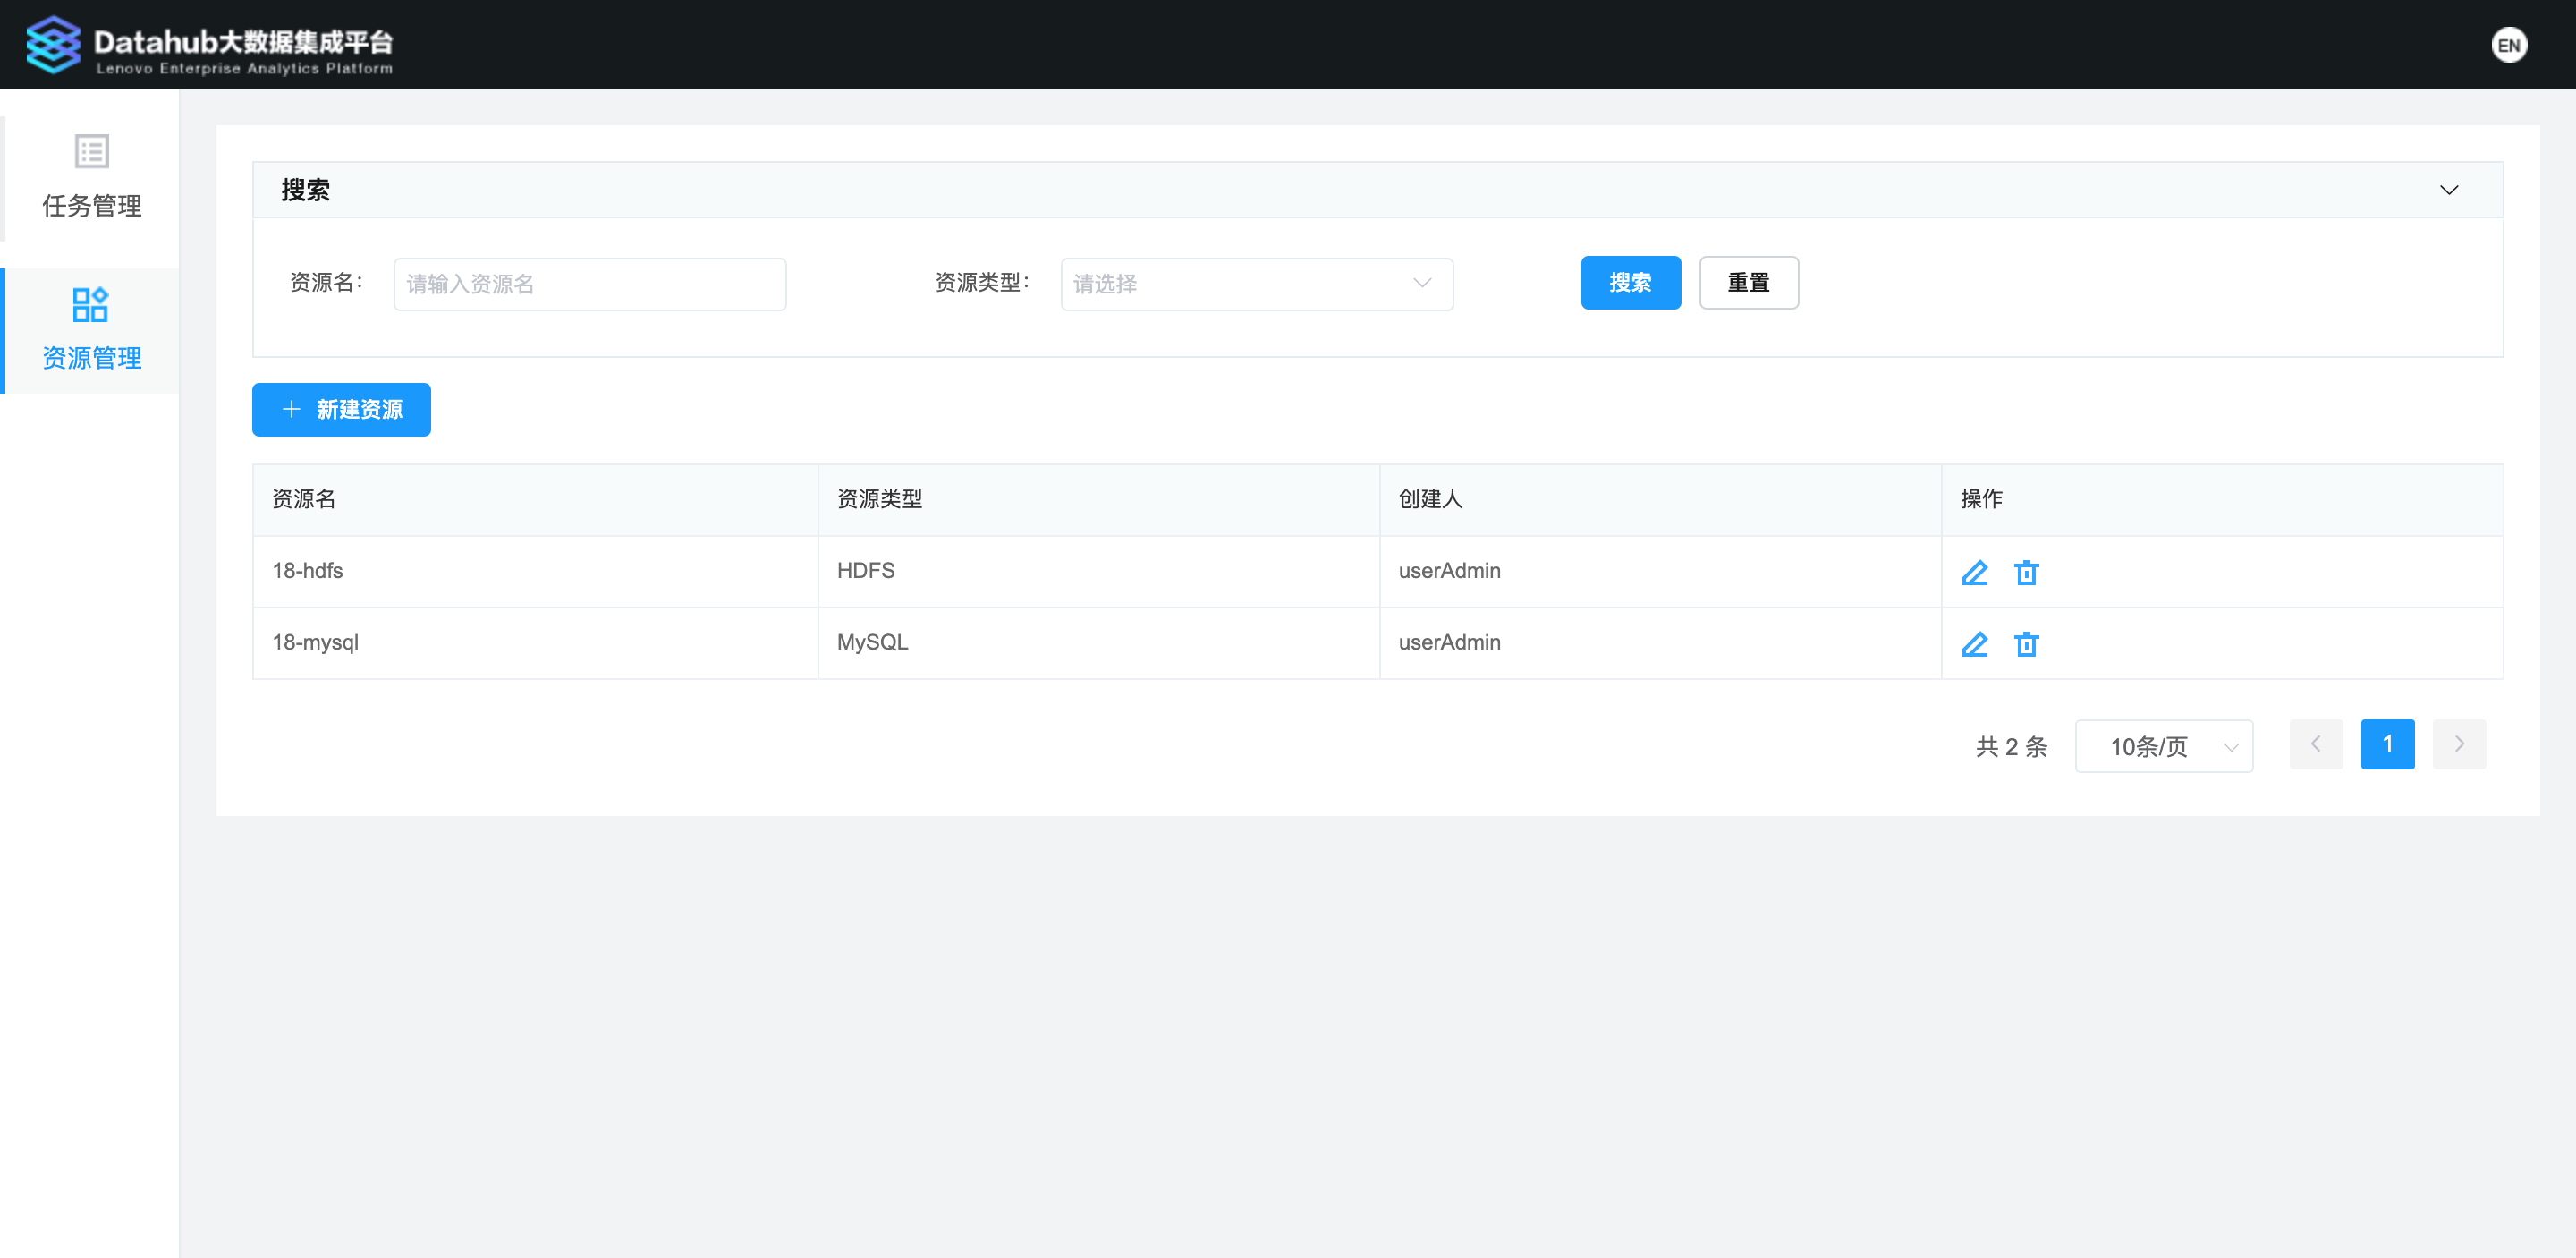 Datahub大数据集成平台
Lenovo Enterprise Analytics Platform
EN
任务管理
资源管理
搜索
资源名： 请输入资源名 资源类型： 请选择 搜索 重置
新建资源
资源名 资源类型 创建人 操作
18-hdfs HDFS userAdmin
18-mysql MySQL userAdmin
共 2 条 10条/页 1